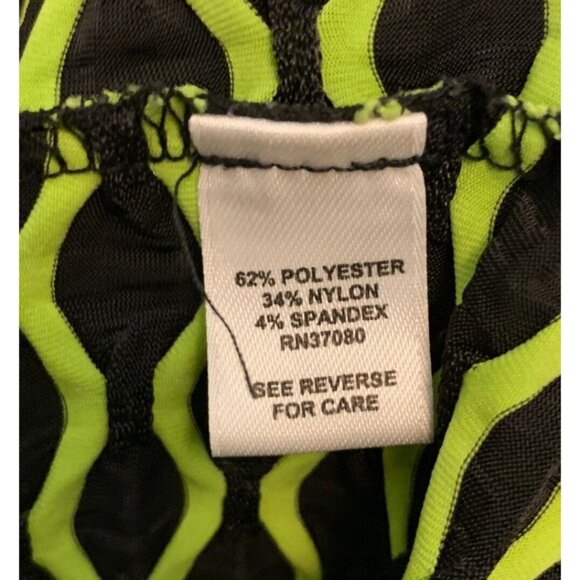 62% POLYESTER
34% NYLON
4% SPANDEX
RN37080
SEE REVERSE
FOR CARE